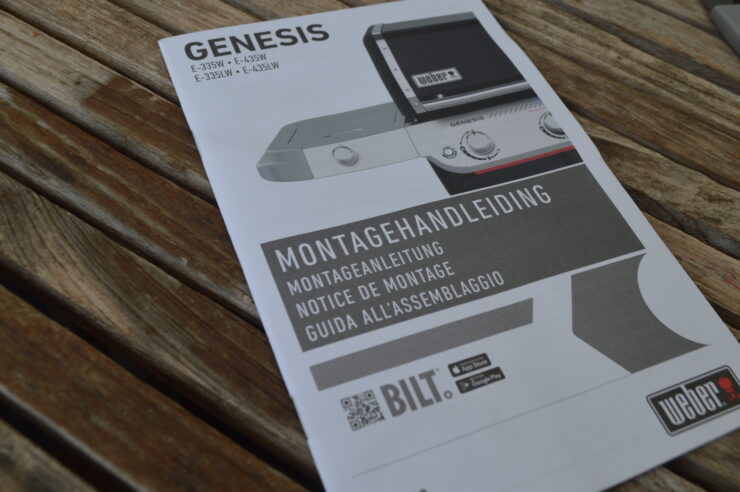 GENESIS
E-335W • E-435W
E-335LW • E-435LW
weber
GENESIS
MONTAGEHANDLEIDING
MONTAGEANLEITUNG
NOTICE DE MONTAGE
GUIDA ALL'ASSEMBLAGGIO
BILT
App Store
Google Play
weber